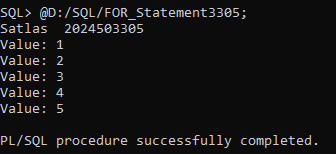 SQL> @D:/SQL/FOR_Statement3305;
Satlas  2024503305
Value: 1
Value: 2
Value: 3
Value: 4
Value: 5
PL/SQL procedure successfully completed.